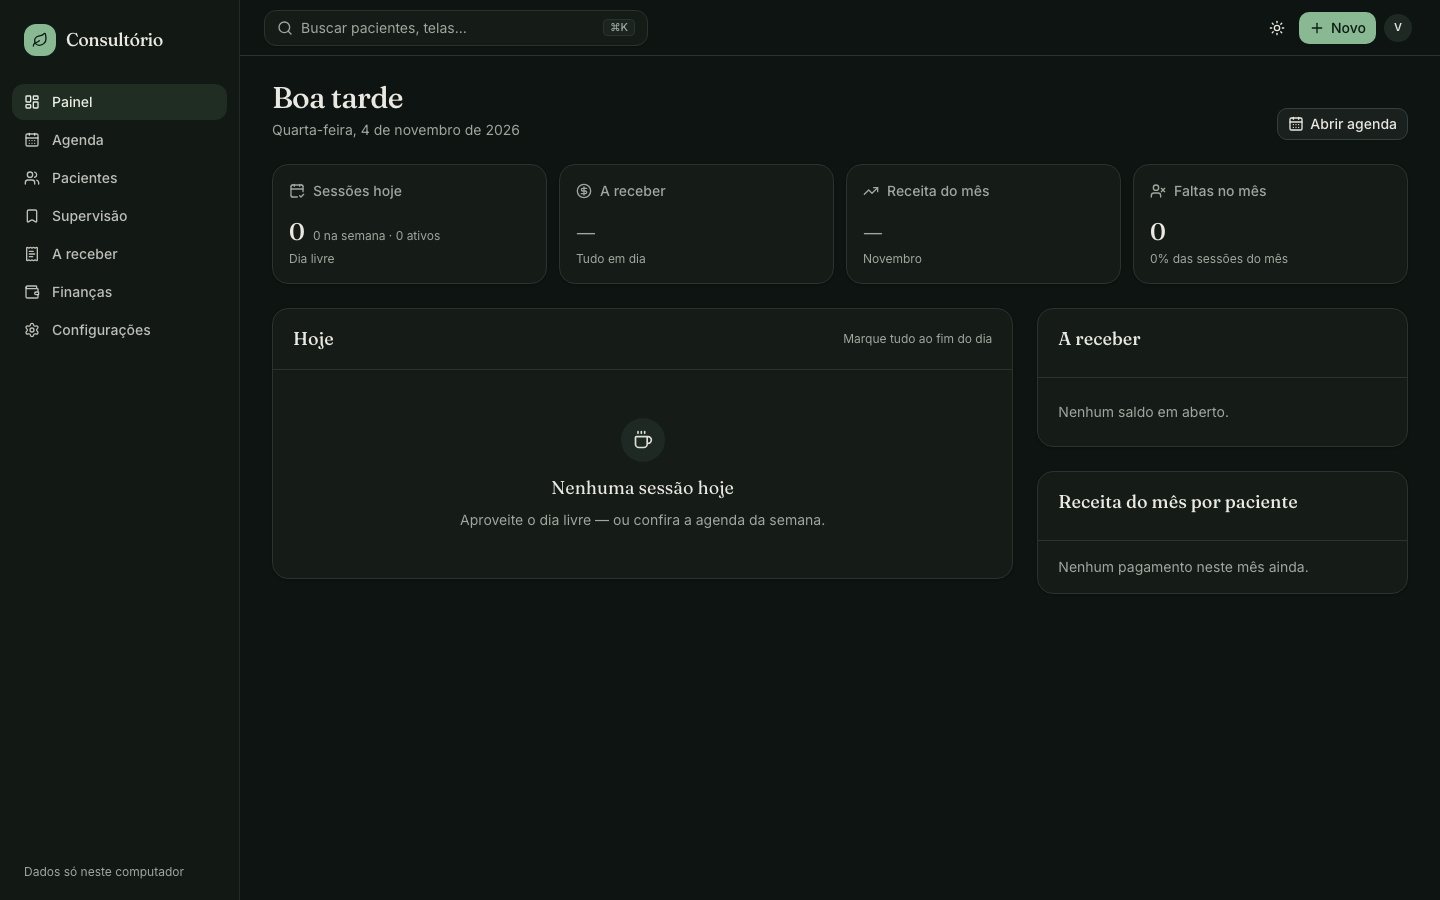 Consultório
Painel
Agenda
Pacientes
Supervisão
A receber
Finanças
Configurações
Dados só neste computador
Buscar pacientes, telas...
⌘K
Novo
V
Boa tarde
Quarta-feira, 4 de novembro de 2026
Abrir agenda
Sessões hoje
0 0 na semana · 0 ativos
Dia livre
A receber
—
Tudo em dia
Receita do mês
—
Novembro
Faltas no mês
0
0% das sessões do mês
Hoje
Marque tudo ao fim do dia
Nenhuma sessão hoje
Aproveite o dia livre — ou confira a agenda da semana.
A receber
Nenhum saldo em aberto.
Receita do mês por paciente
Nenhum pagamento neste mês ainda.